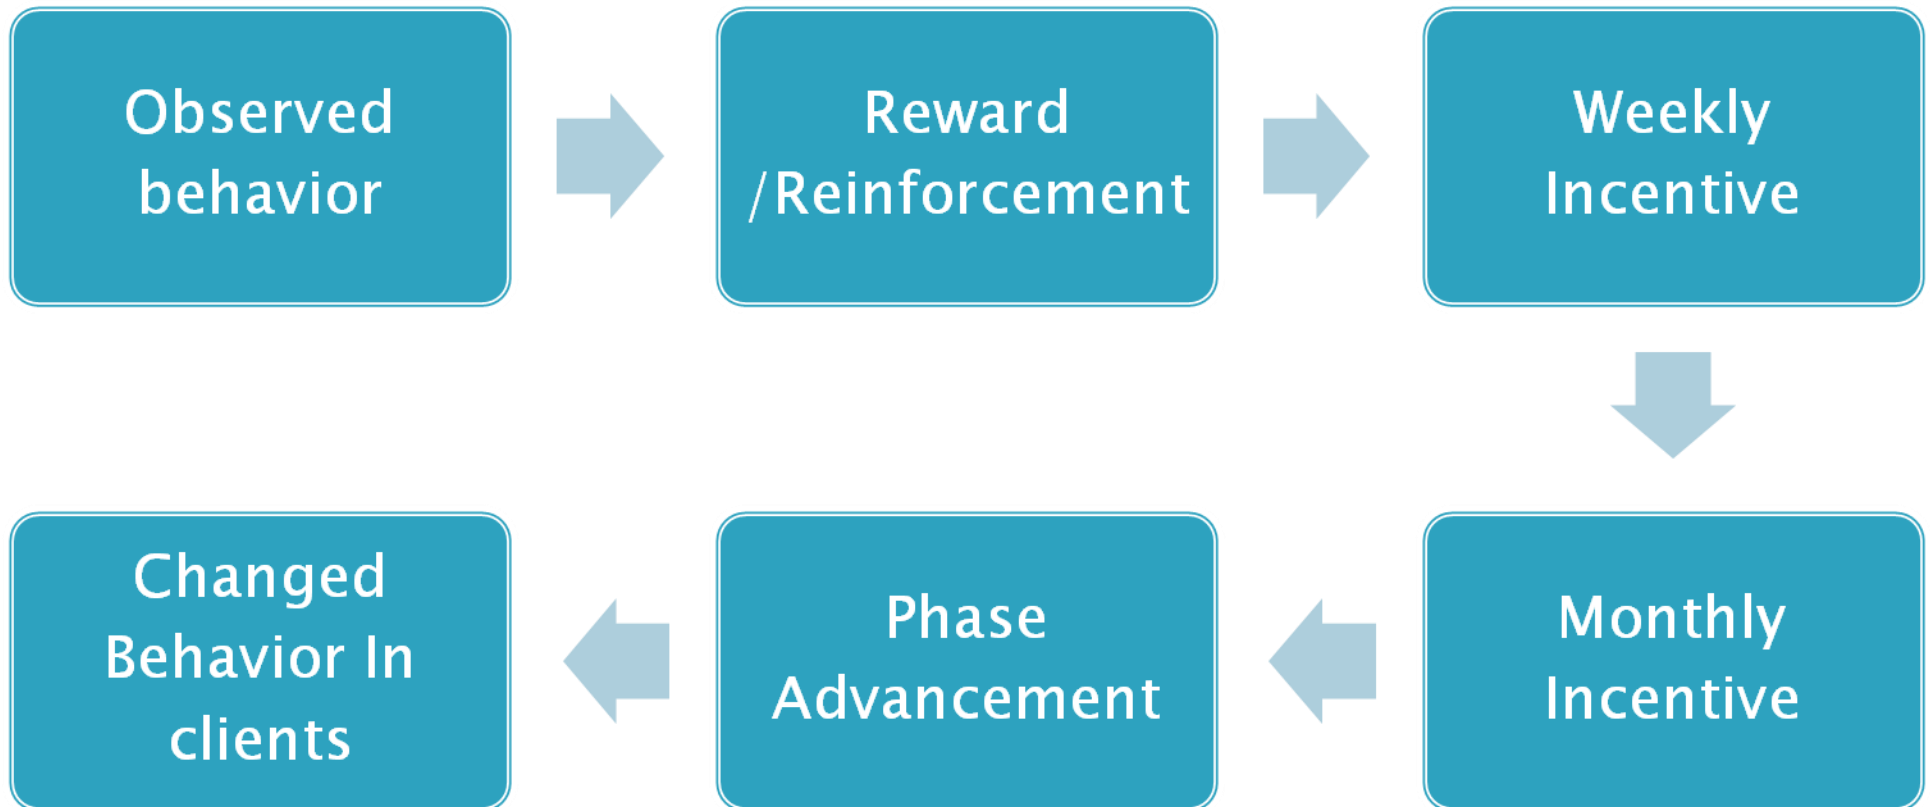 Observed
behavior
Reward
/Reinforcement
Weekly
Incentive
Monthly
Incentive
Phase
Advancement
Changed
Behavior In
clients